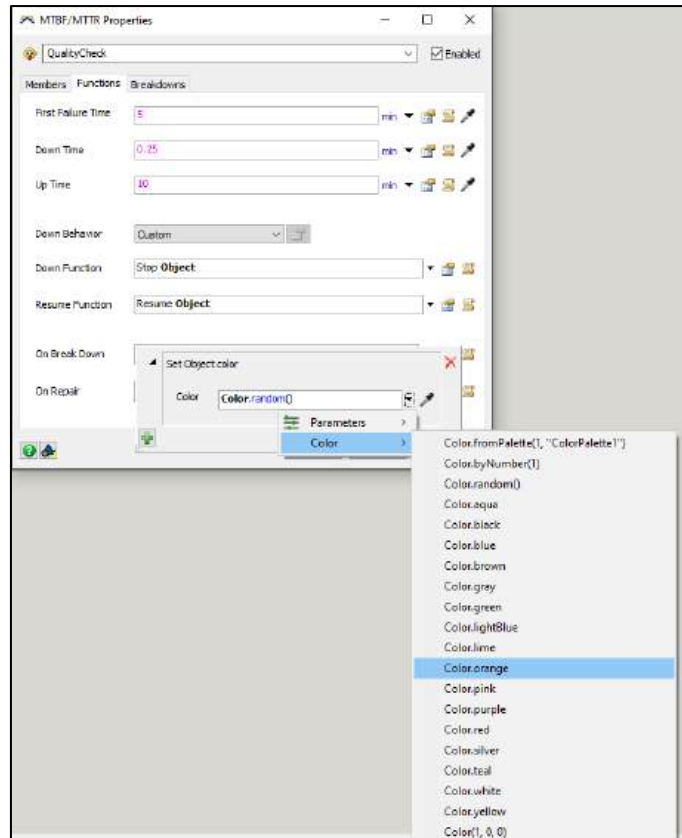 MTBF/MTTR Properties
QualityCheck
Enabled
Members Functions Breakdowns
First Failure Time 5 min
Down Time 0.25 min
Up Time 10 min
Down Behavior Custom
Down Function Stop Object
Resume Function Resume Object
On Break Down
Set Object color
On Repair
Color Color.random()
Parameters
Color
Color.fromPalette(1, "ColorPalette1")
Color.byNumber(1)
Color.random()
Color.aqua
Color.black
Color.blue
Color.brown
Color.gray
Color.green
Color.lightBlue
Color.lime
Color.orange
Color.pink
Color.purple
Color.red
Color.silver
Color.teal
Color.white
Color.yellow
Color(1, 0, 0)